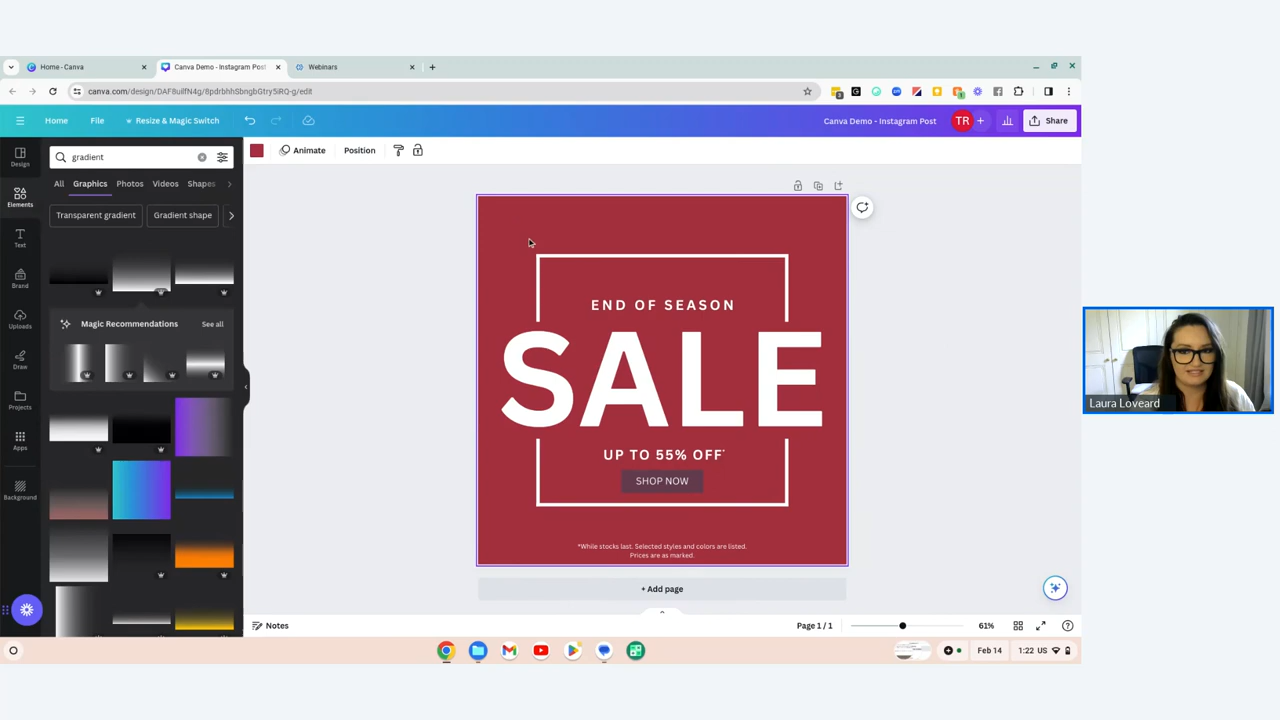 Home - Canva
Canva Demo - Instagram Post
Webinars
canva.com/design/DAF8uilfN4g/8pdrbhhSbngbGtry5iRQ-g/edit
Home
File
Resize & Magic Switch
Canva Demo - Instagram Post
TR
Share
Design
Elements
Text
Brand
Uploads
Draw
Projects
Apps
Background
gradient
All
Graphics
Photos
Videos
Shapes
Transparent gradient
Gradient shape
Magic Recommendations
See all
Animate
Position
END OF SEASON
SALE
UP TO 55% OFF*
SHOP NOW
*While stocks last. Selected styles and colors are listed.
Prices are as marked.
+ Add page
Notes
Page 1 / 1
61%
Feb 14
1:22 US
Laura Loveard